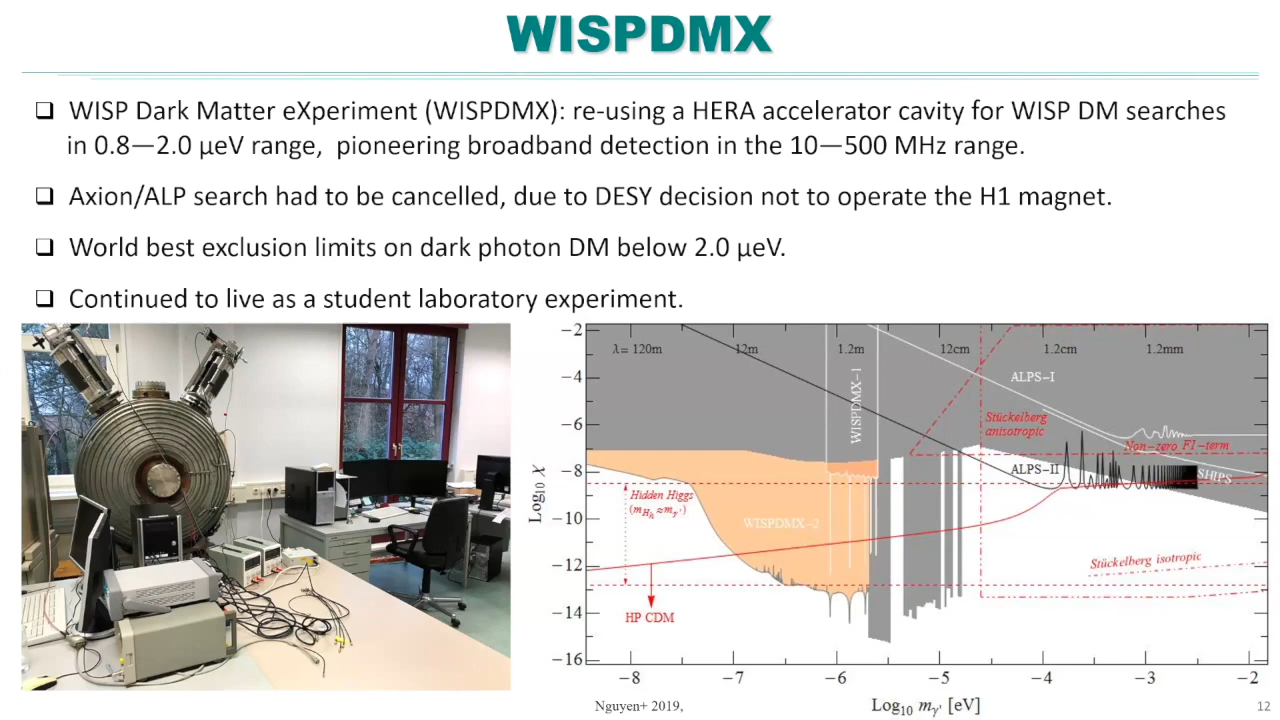 WISPDMX
❑ WISP Dark Matter eXperiment (WISPDMX): re-using a HERA accelerator cavity for WISP DM searches
in 0.8—2.0 µeV range, pioneering broadband detection in the 10—500 MHz range.
❑ Axion/ALP search had to be cancelled, due to DESY decision not to operate the H1 magnet.
❑ World best exclusion limits on dark photon DM below 2.0 µeV.
❑ Continued to live as a student laboratory experiment.
λ= 120m 12m 1.2m 12cm 1.2cm 1.2mm
ALPS−I
WISPDMX−1
Stückelberg
anisotropic
Non−zero FI−term
ALPS−II
SHIPS
Hidden Higgs
(m_Hh≈m_γ')
WISPDMX−2
Stückelberg isotropic
HP CDM
Log₁₀ χ
−2
−4
−6
−8
−10
−12
−14
−16
−8 −7 −6 −5 −4 −3 −2
Log₁₀ m_γ' [eV]
Nguyen+ 2019,
12